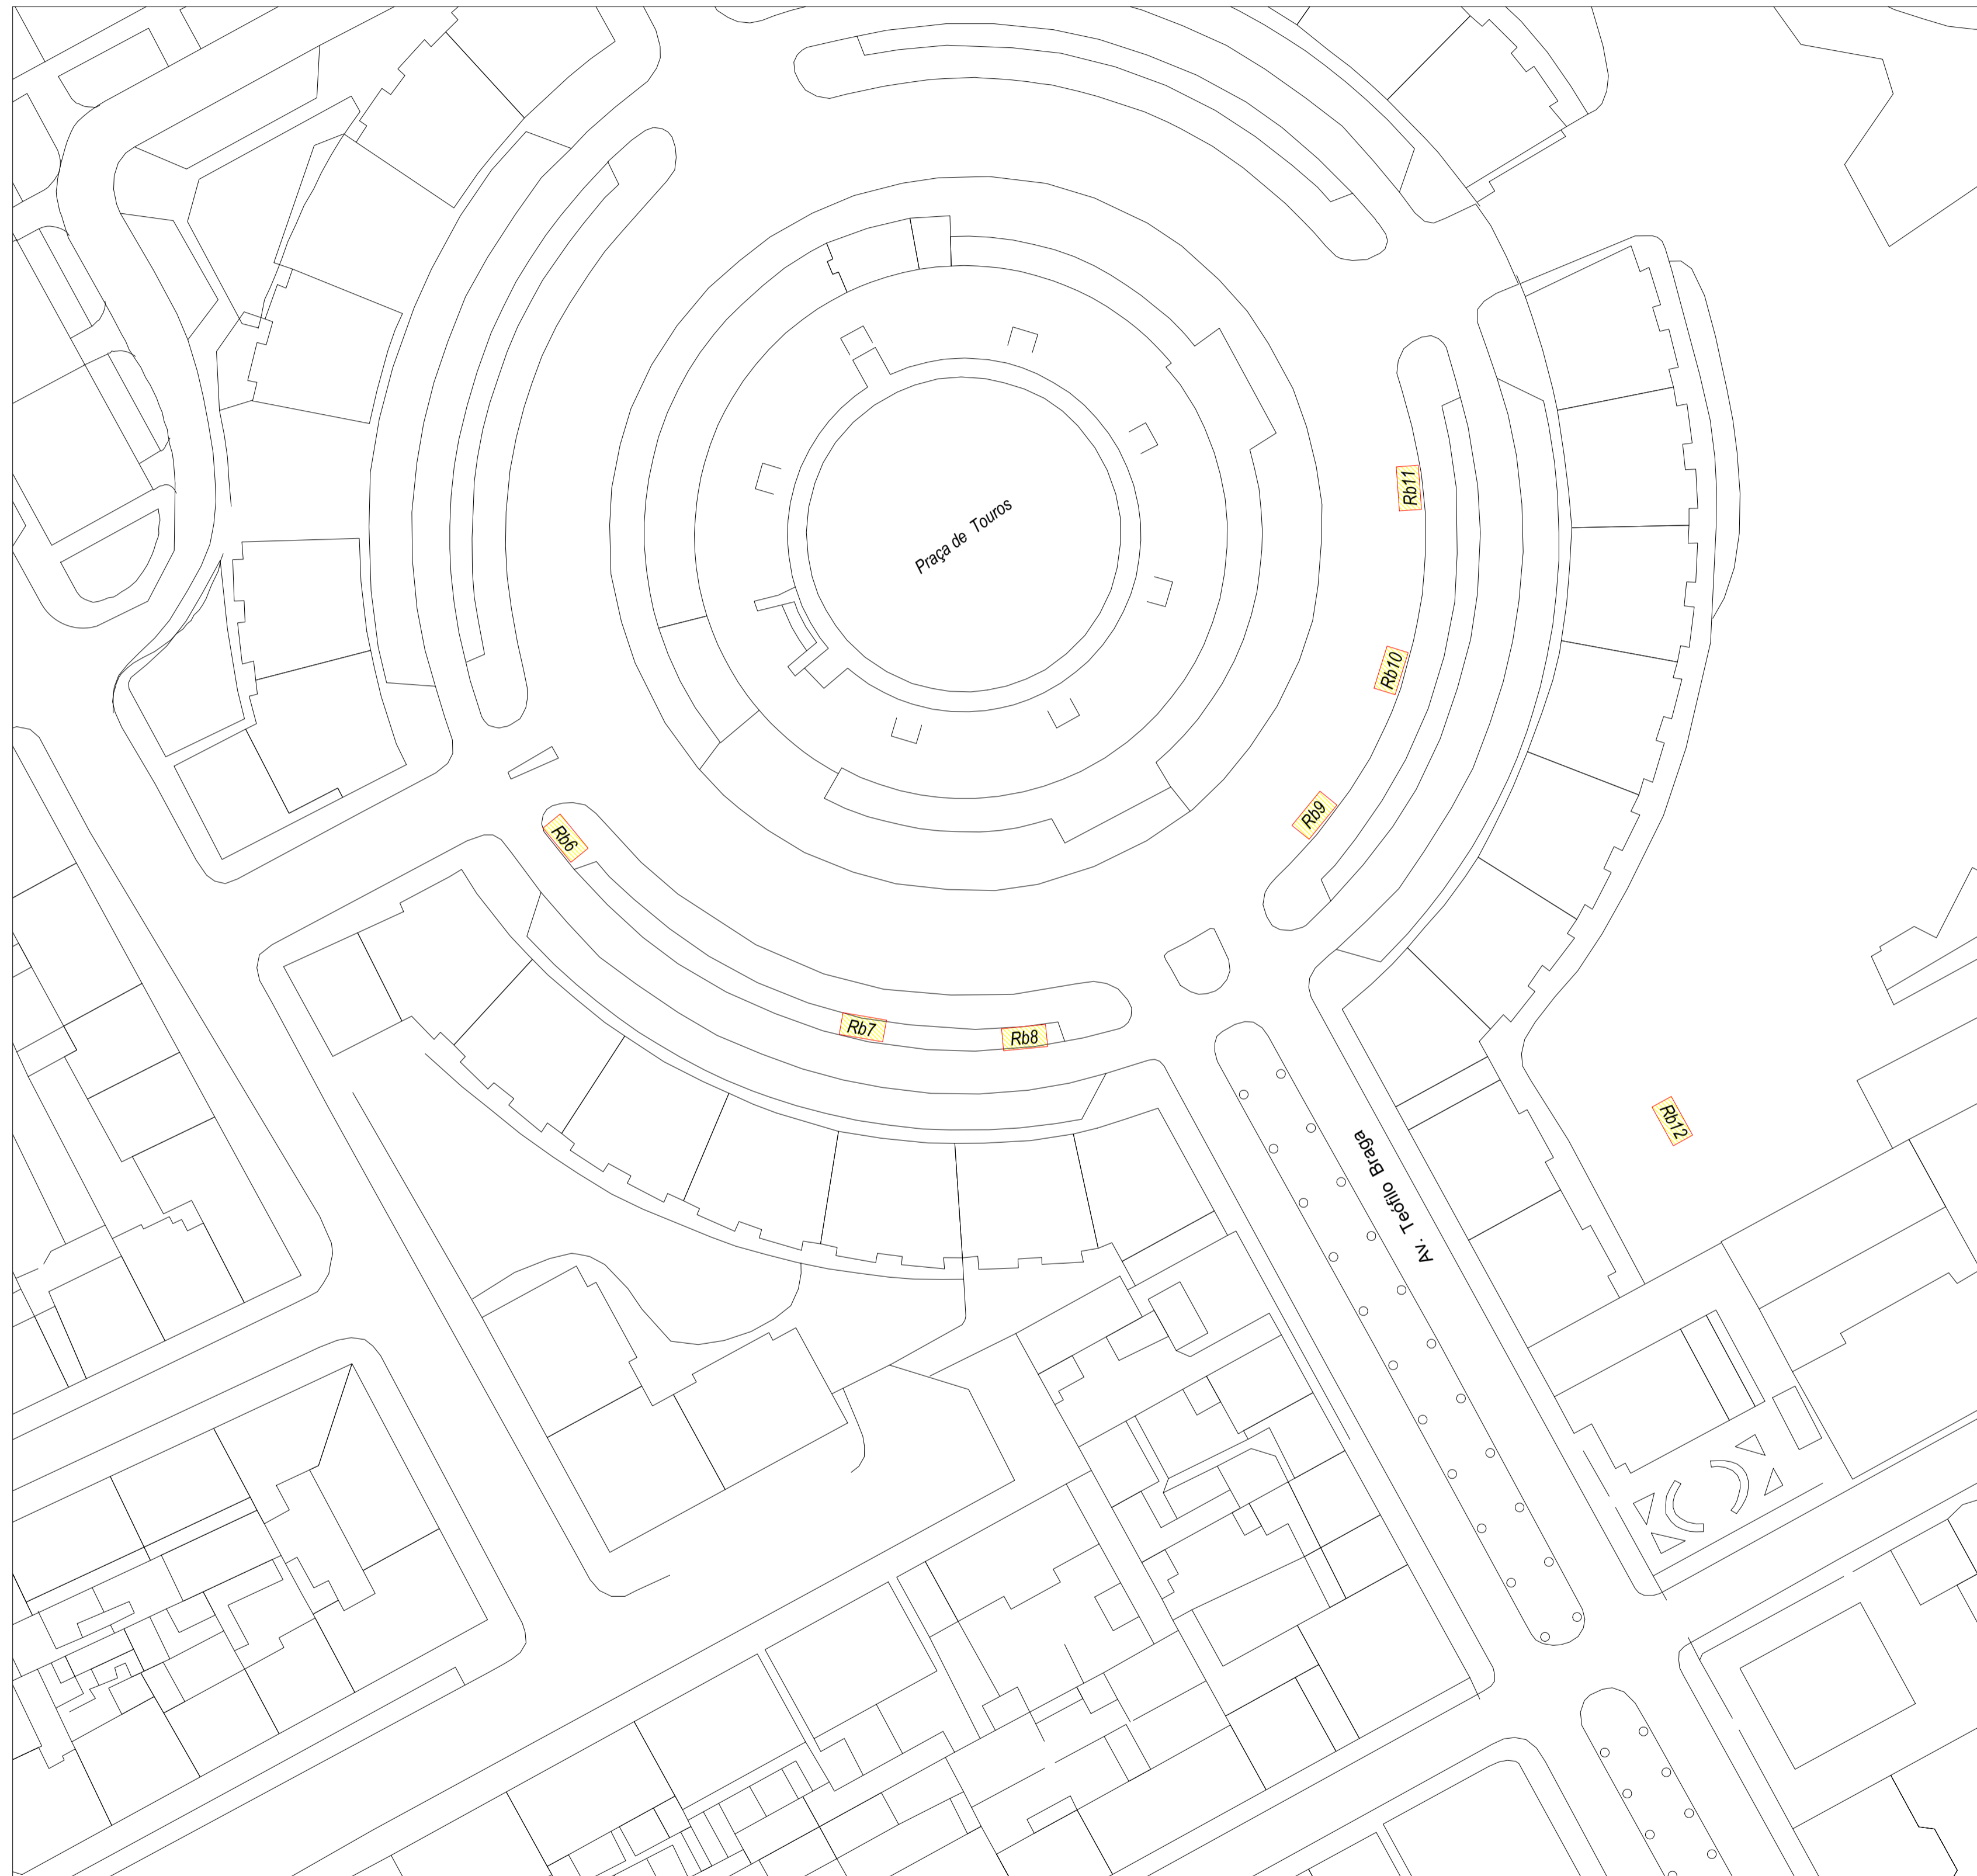 Rb11
Praça de Touros
Rb10
Rb9
Rb6
Rb7
Rb8
Rb12
Av. Teófilo Braga